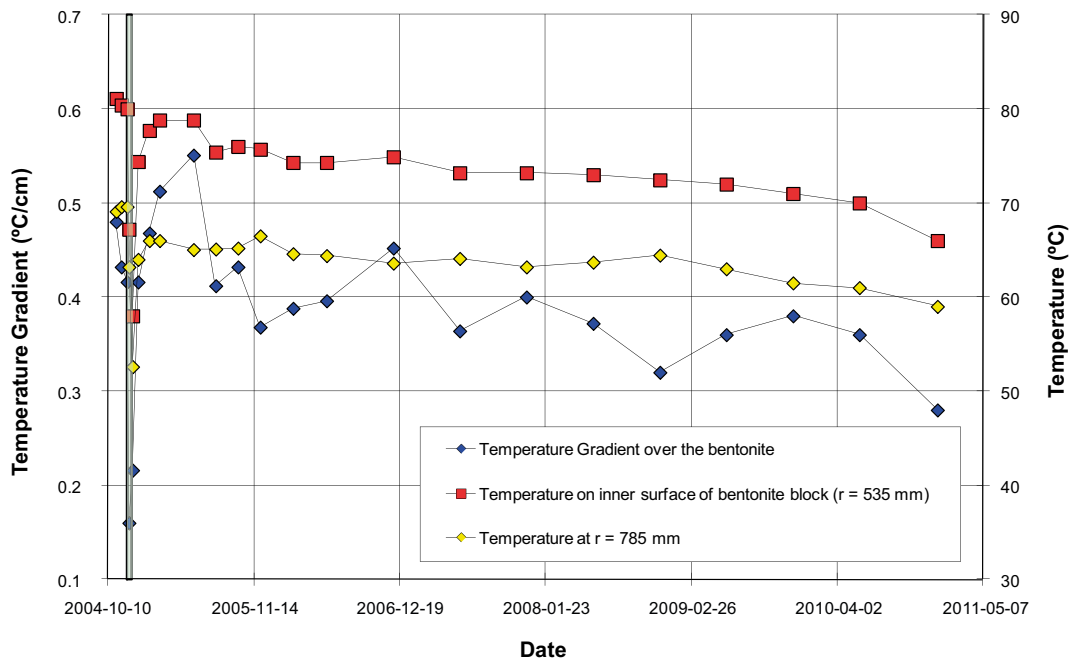 0.7
0.6
0.5
0.4
0.3
0.2
0.1
Temperature Gradient (ºC/cm)
90
80
70
60
50
40
30
Temperature (ºC)
Temperature Gradient over the bentonite
Temperature on inner surface of bentonite block (r = 535 mm)
Temperature at r = 785 mm
2004-10-10 2005-11-14 2006-12-19 2008-01-23 2009-02-26 2010-04-02 2011-05-07
Date